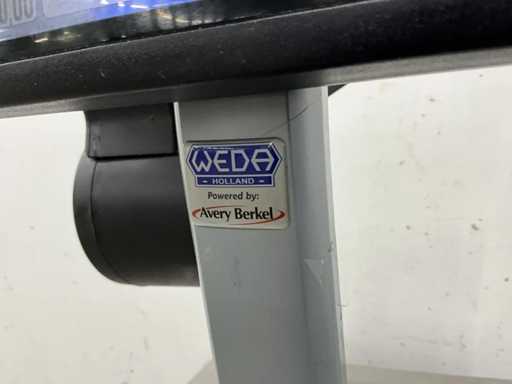 WEDA
- HOLLAND -
Powered by:
Avery Berkel